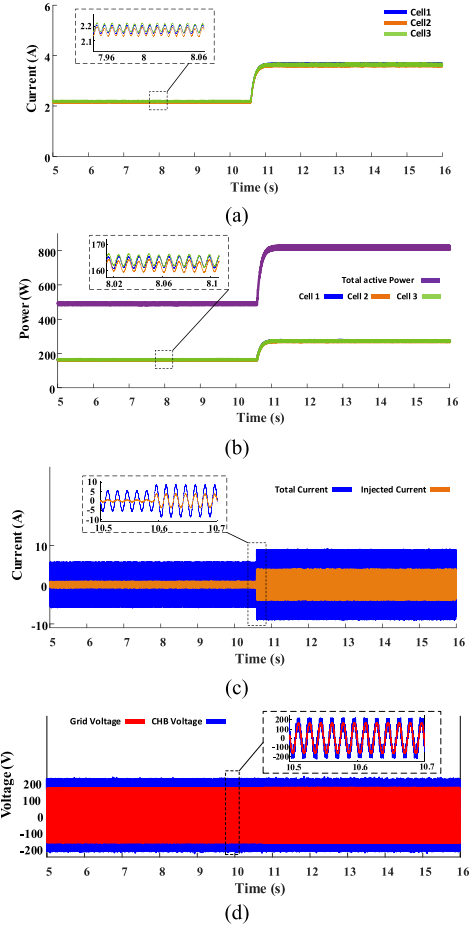 6
4
2
0
Current (A)
2.2
2.1
7.96 8 8.06
Cell1
Cell2
Cell3
5 6 7 8 9 10 11 12 13 14 15 16
Time (s)
(a)
800
600
400
200
0
Power (W)
170
160
8.02 8.06 8.1
Total active Power
Cell 1 Cell 2 Cell 3
5 6 7 8 9 10 11 12 13 14 15 16
Time (s)
(b)
10
5
0
-5
-10
10.5 10.6 10.7
Total Current Injected Current
Current (A)
10
0
-10
5 6 7 8 9 10 11 12 13 14 15 16
Time (s)
(c)
Grid Voltage CHB Voltage
200
100
0
-100
-200
10.5 10.6 10.7
Voltage (V)
200
100
0
-100
-200
5 6 7 8 9 10 11 12 13 14 15 16
Time (s)
(d)